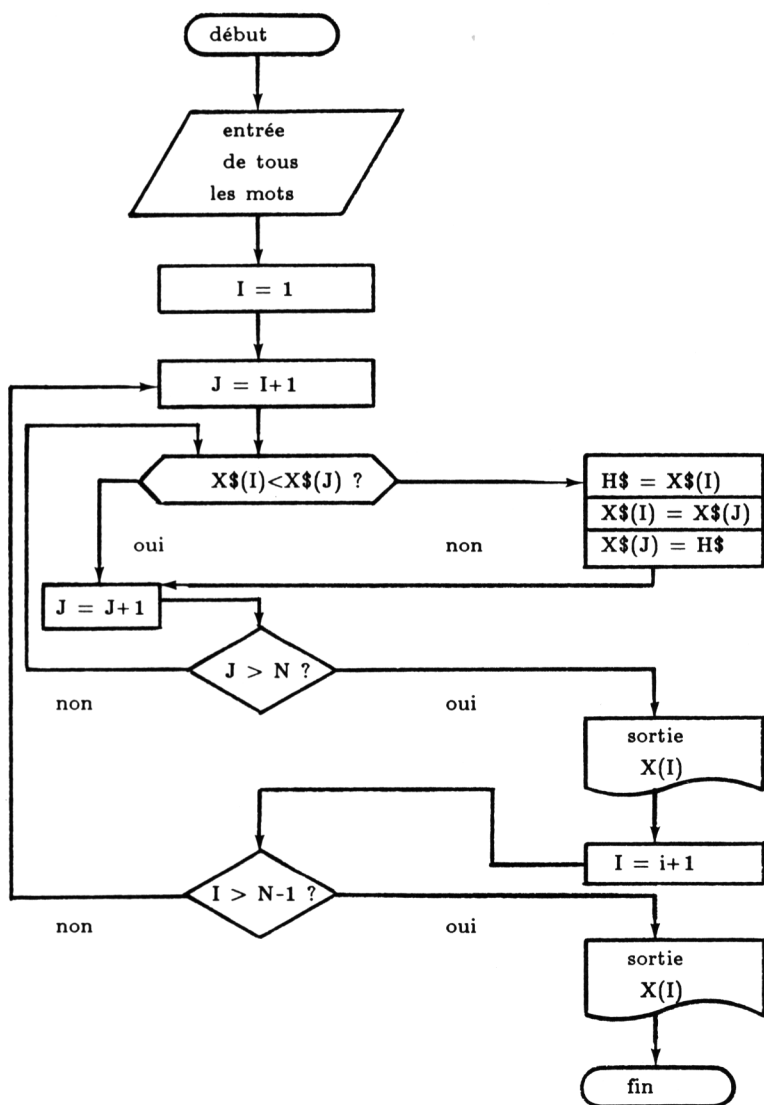 début
entrée
de tous
les mots
I = 1
J = I+1
X$(I)<X$(J) ?
H$ = X$(I)
X$(I) = X$(J)
X$(J) = H$
oui
non
J = J+1
J > N ?
non
oui
sortie
X(I)
I = i+1
I > N-1 ?
non
oui
sortie
X(I)
fin